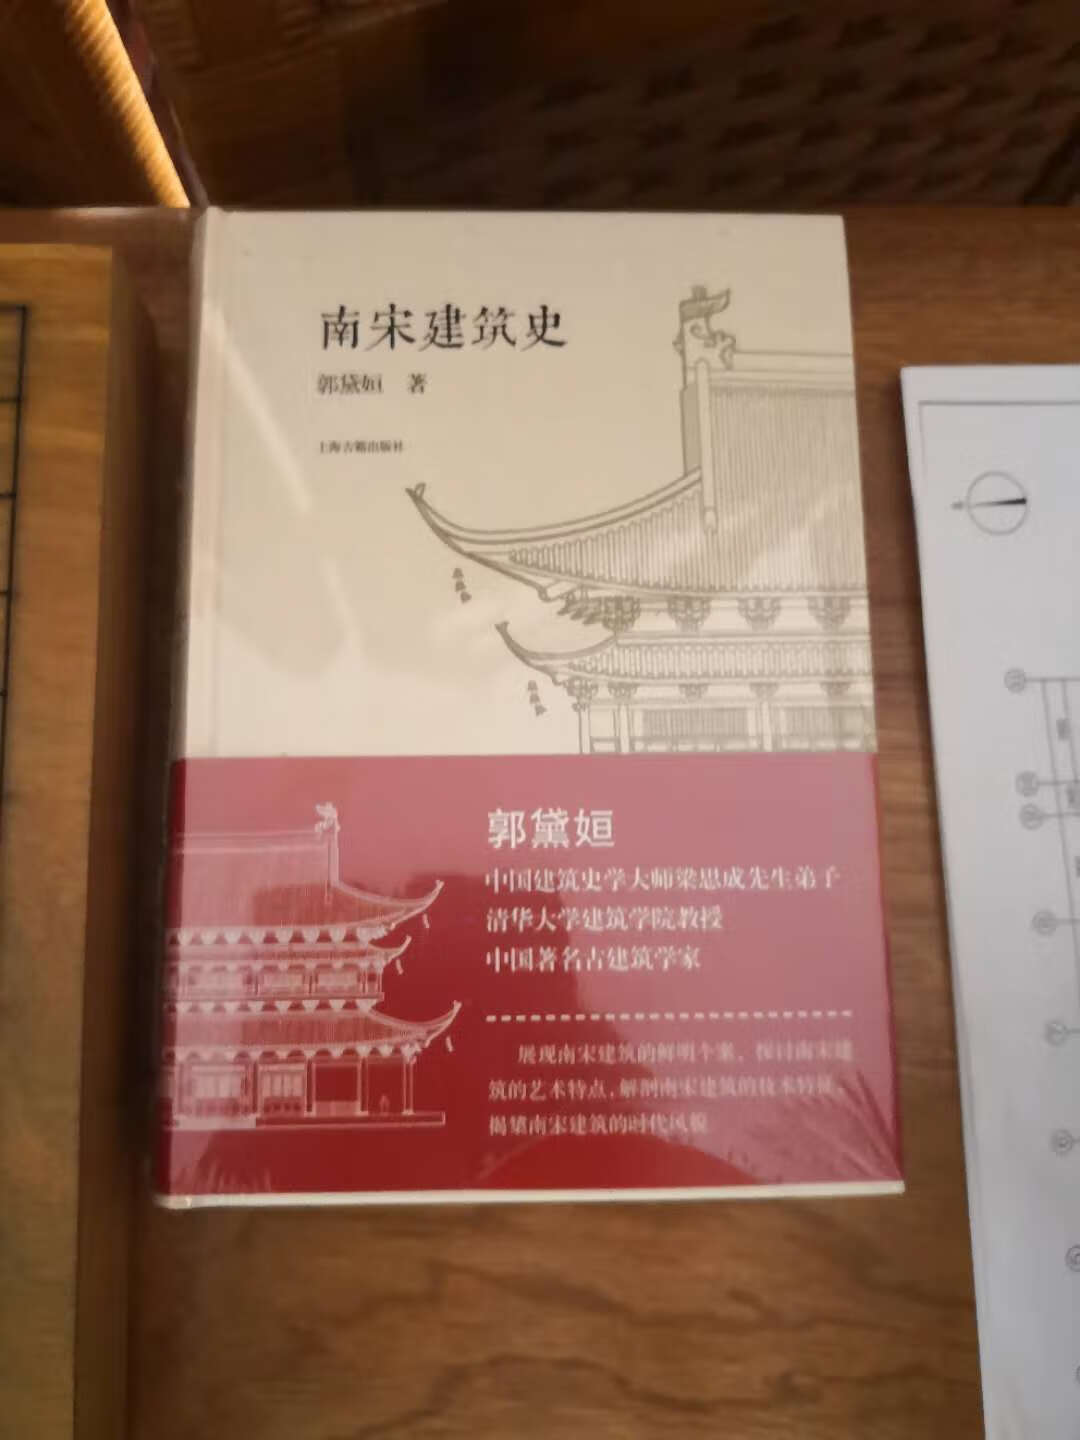 南宋建筑史
郭黛姮 著
上海古籍出版社
郭黛姮
中国建筑史学大师梁思成先生弟子
清华大学建筑学院教授
中国著名古建筑学家
展现南宋建筑的鲜明个案，探讨南宋建
筑的艺术特点，解剖南宋建筑的技术特征，
揭橥南宋建筑的时代风貌